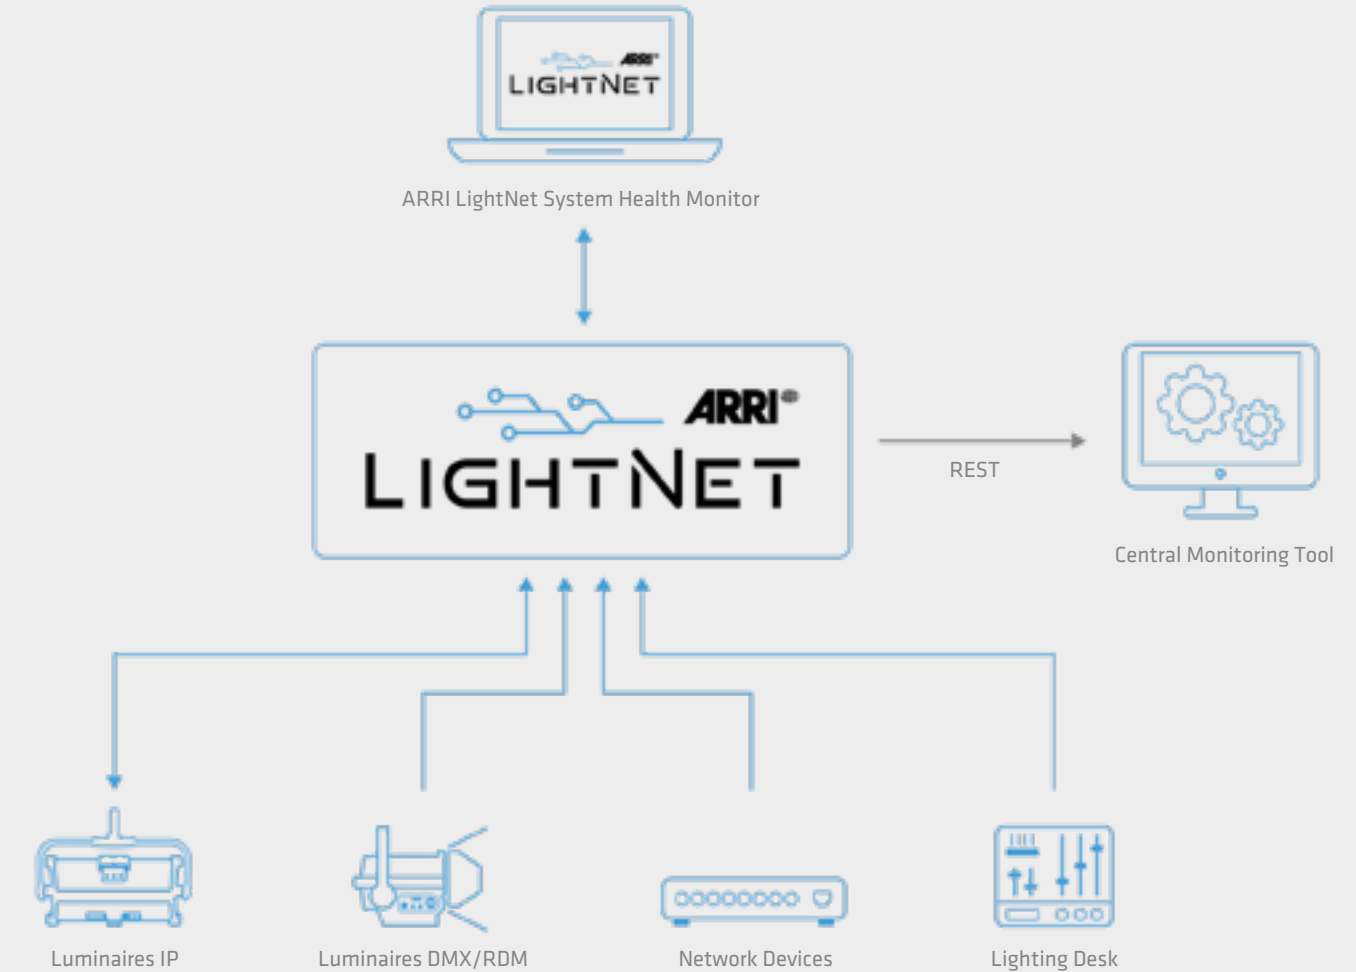 ARRI
LIGHTNET
ARRI LightNet System Health Monitor
ARRI®
LIGHTNET
REST
Central Monitoring Tool
Luminaires IP
Luminaires DMX/RDM
Network Devices
Lighting Desk